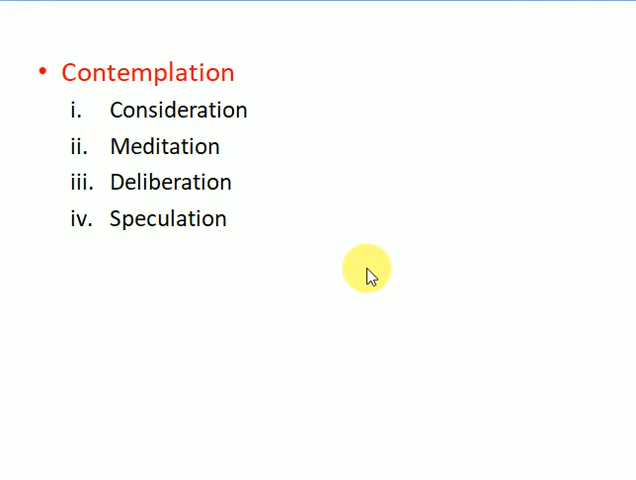 • Contemplation
i. Consideration
ii. Meditation
iii. Deliberation
iv. Speculation